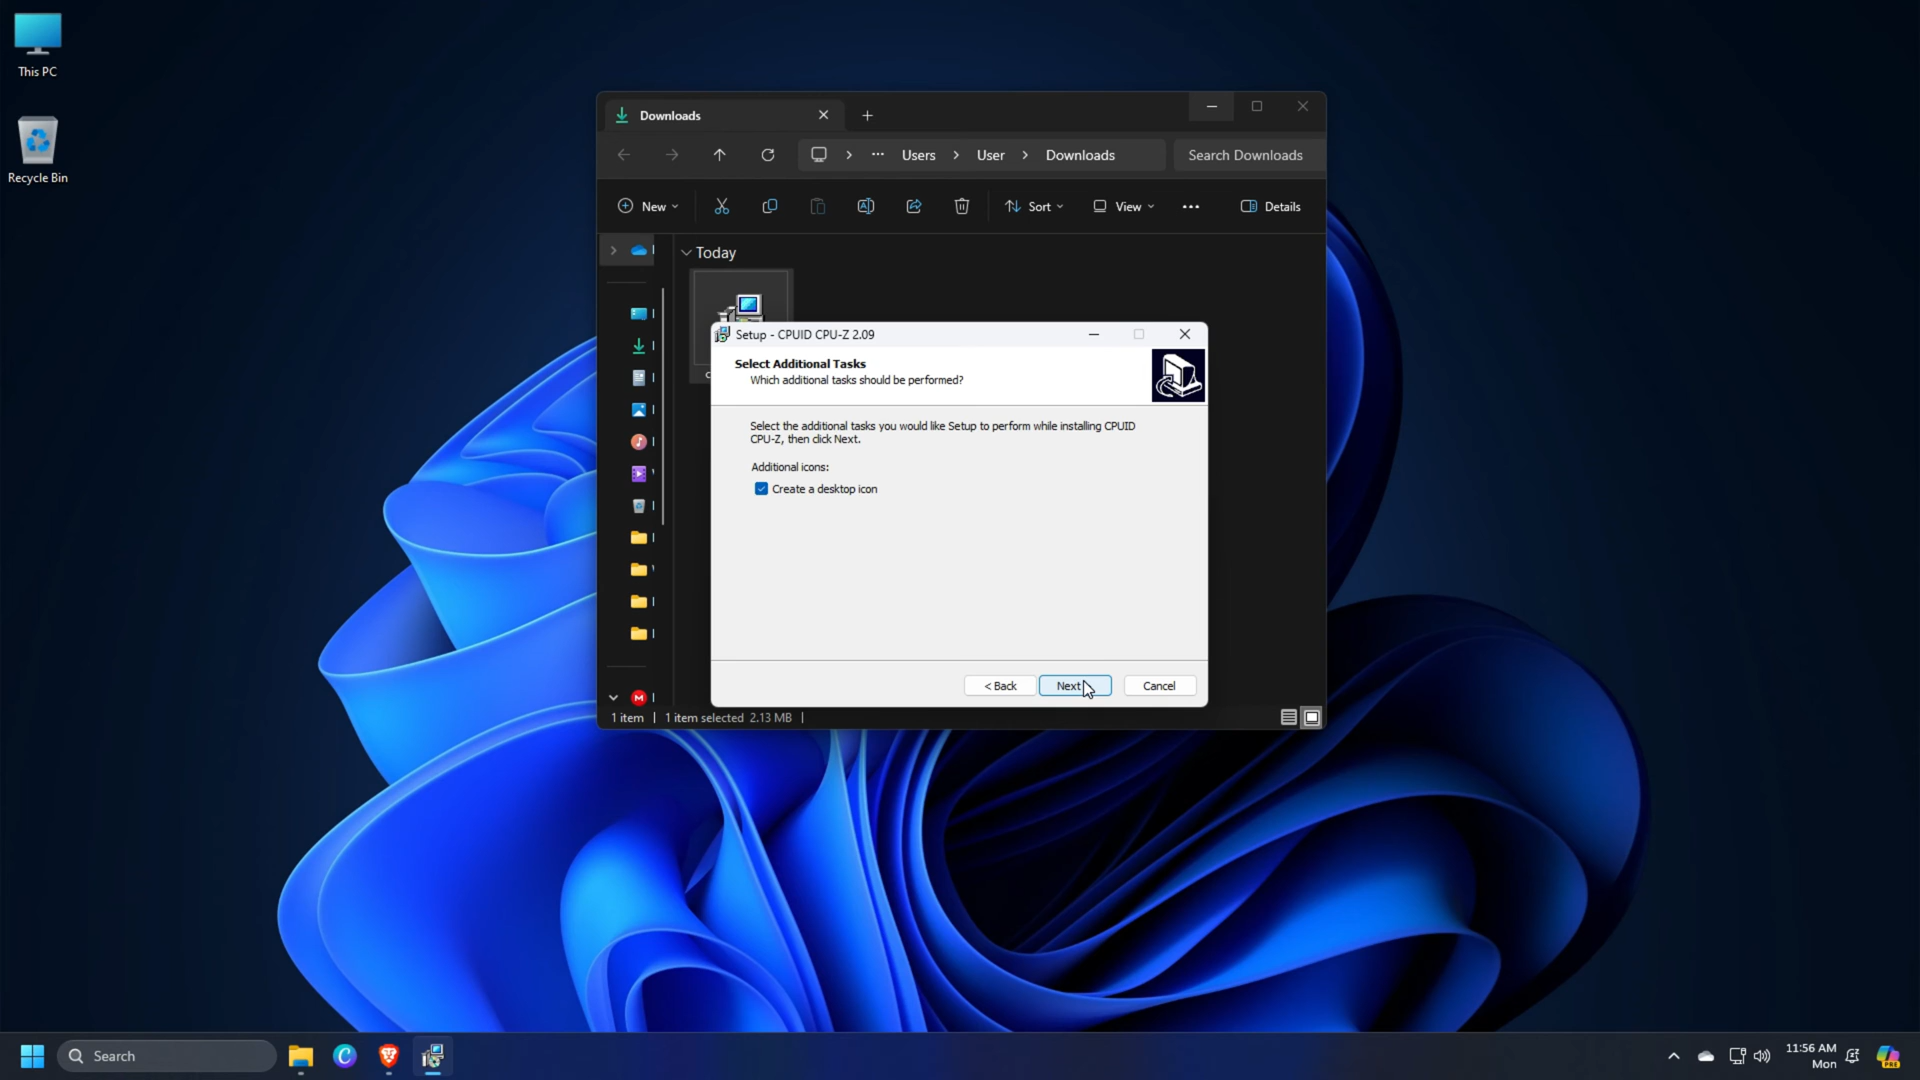 This PC
Recycle Bin
Downloads
Users
User
Downloads
Search Downloads
New
Sort
View
Details
Today
Setup - CPUID CPU-Z 2.09
Select Additional Tasks
Which additional tasks should be performed?
Select the additional tasks you would like Setup to perform while installing CPUID
CPU-Z, then click Next.
Additional icons:
Create a desktop icon
< Back
Next
Cancel
1 item
1 item selected 2.13 MB
Search
11:56 AM
Mon
PRE